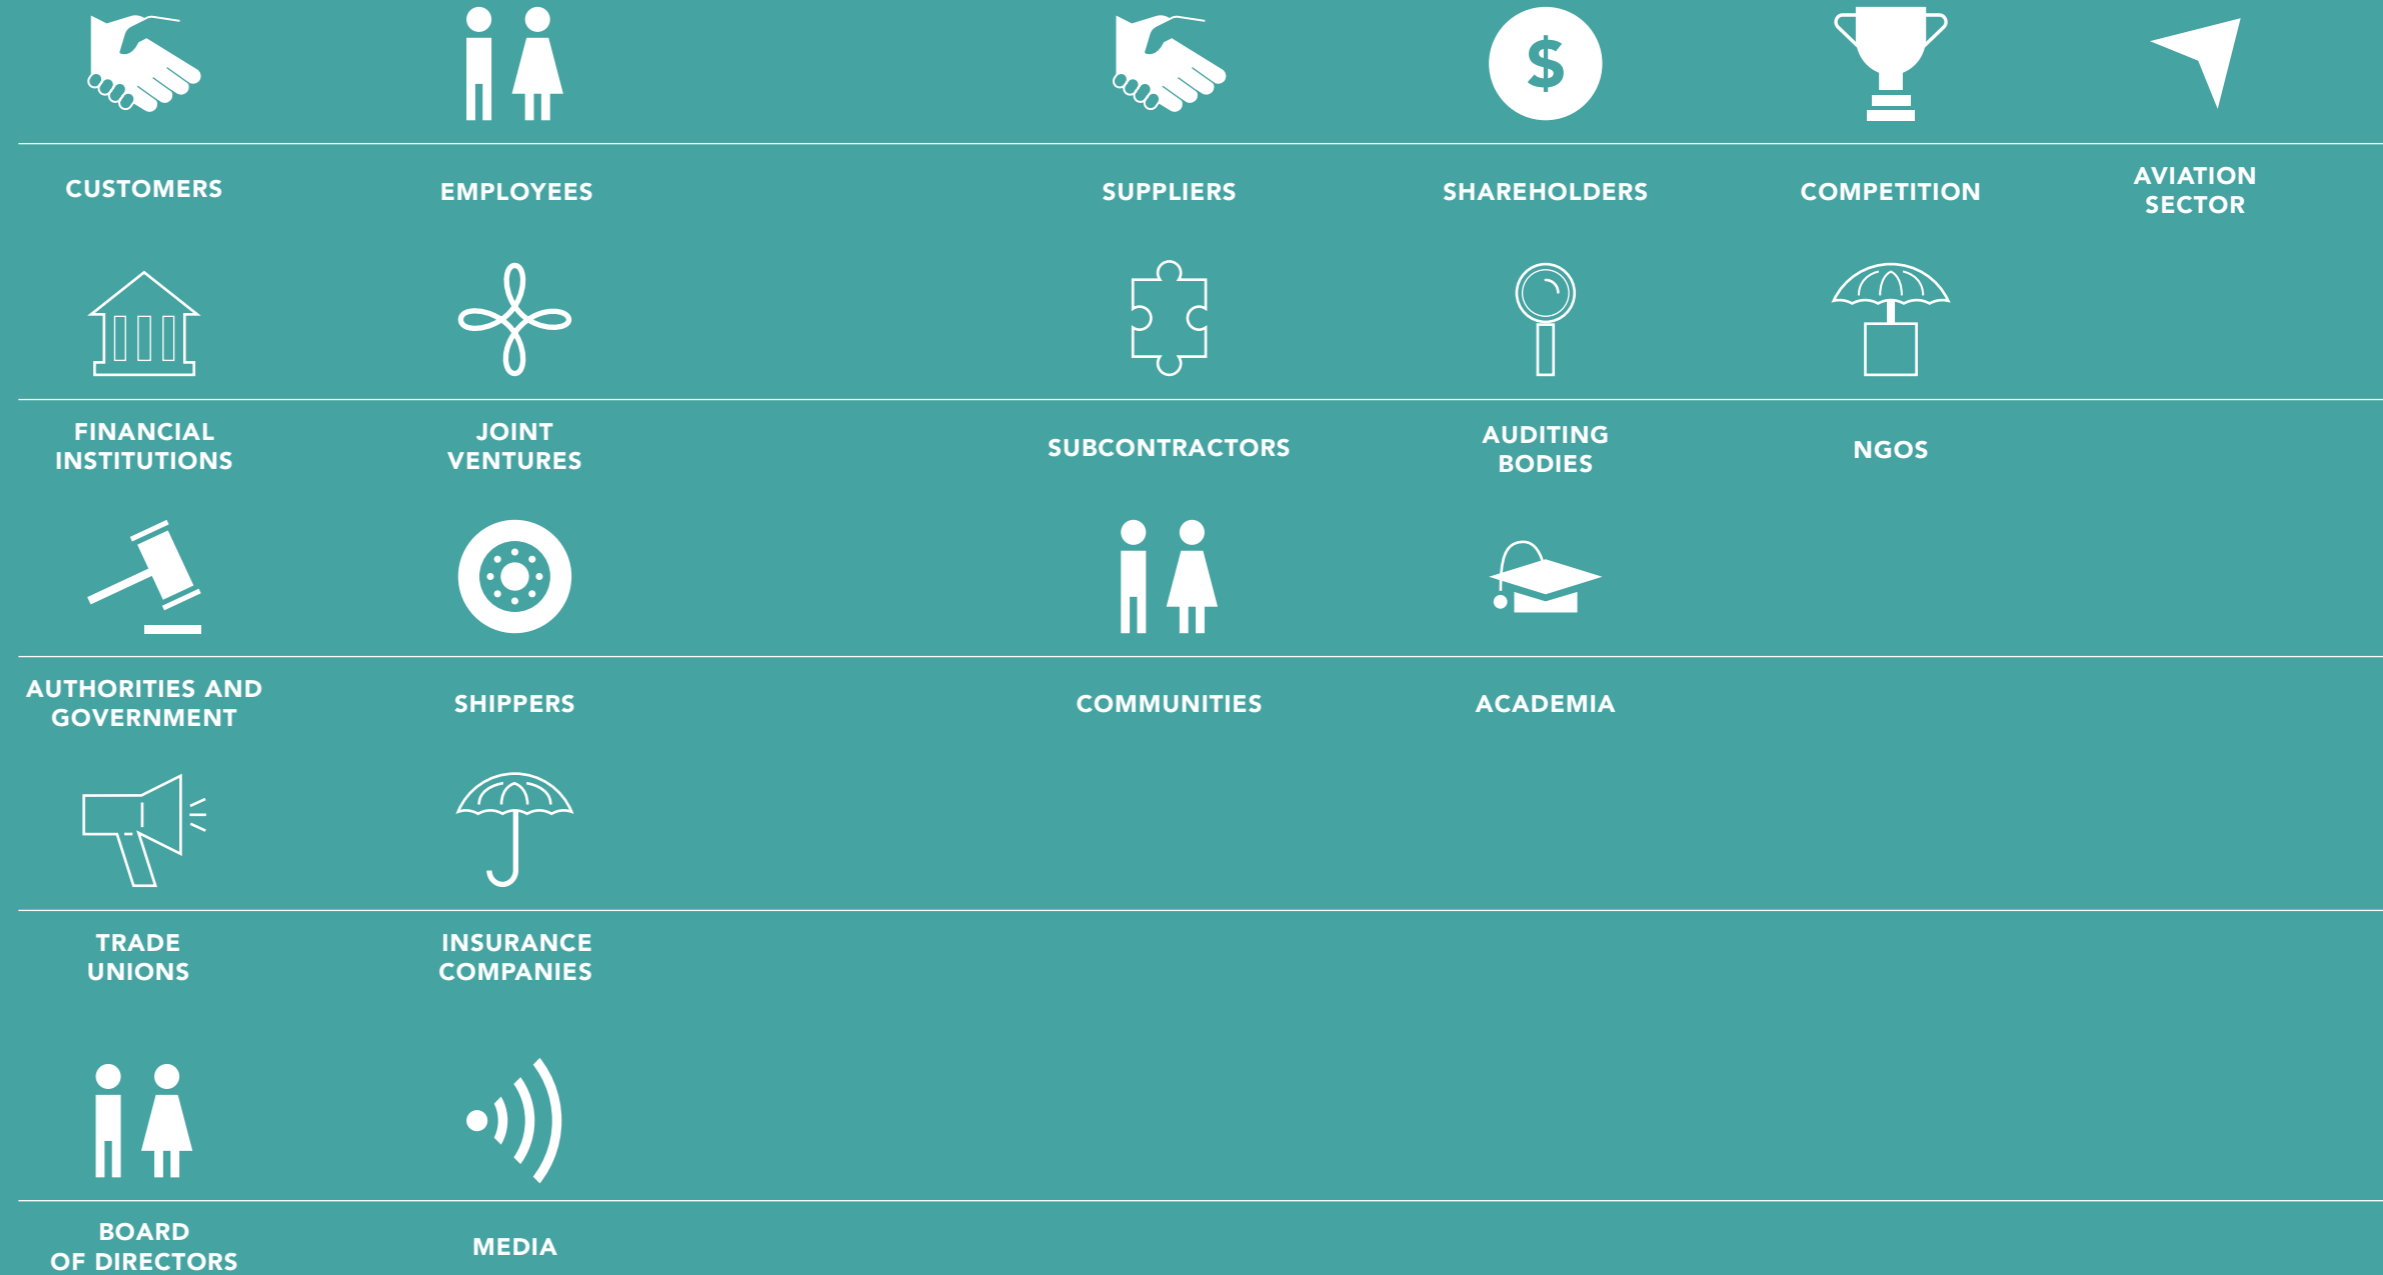 $
CUSTOMERS
EMPLOYEES
SUPPLIERS
SHAREHOLDERS
COMPETITION
AVIATION
SECTOR
FINANCIAL
INSTITUTIONS
JOINT
VENTURES
SUBCONTRACTORS
AUDITING
BODIES
NGOS
AUTHORITIES AND
GOVERNMENT
SHIPPERS
COMMUNITIES
ACADEMIA
TRADE
UNIONS
INSURANCE
COMPANIES
BOARD
OF DIRECTORS
MEDIA